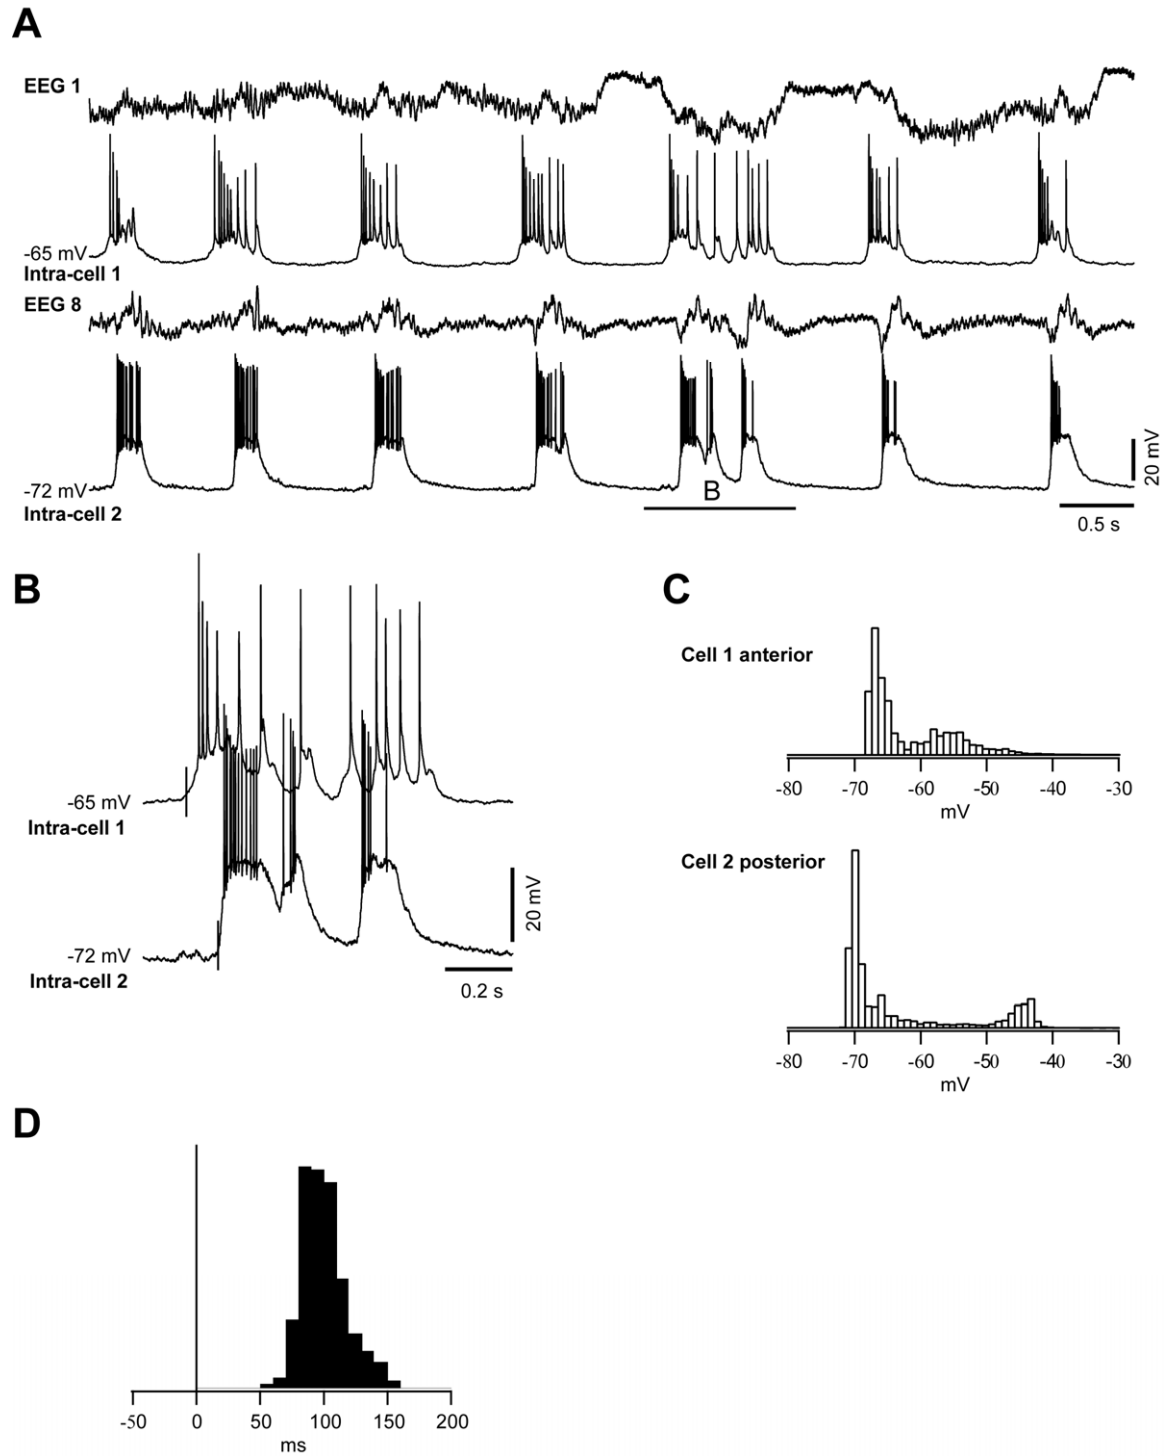 A
EEG 1
-65 mV
Intra-cell 1
EEG 8
-72 mV
Intra-cell 2
B
20 mV
0.5 s
B
-65 mV
Intra-cell 1
-72 mV
Intra-cell 2
20 mV
0.2 s
C
Cell 1 anterior
-80 -70 -60 -50 -40 -30
mV
Cell 2 posterior
-80 -70 -60 -50 -40 -30
mV
D
-50 0 50 100 150 200
ms